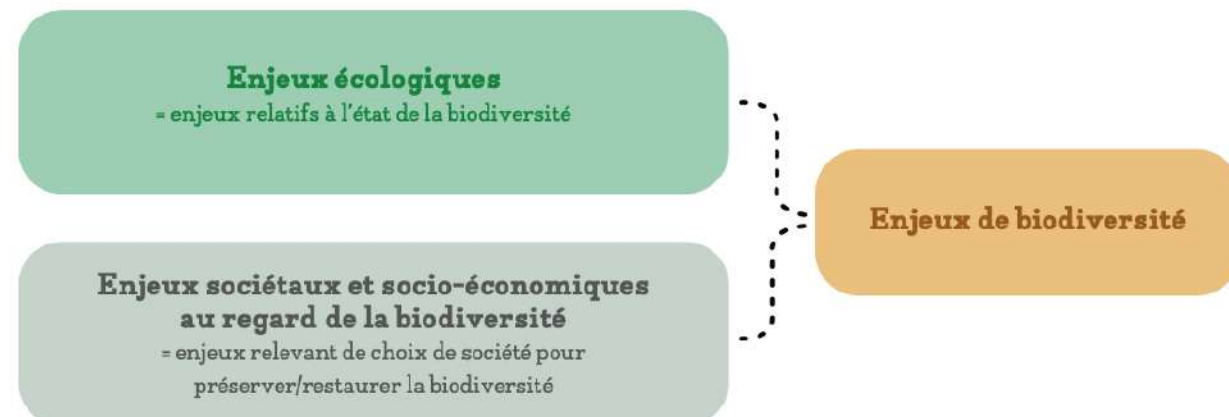 Enjeux écologiques
= enjeux relatifs à l'état de la biodiversité
Enjeux de biodiversité
Enjeux sociétaux et socio-économiques
au regard de la biodiversité
= enjeux relevant de choix de société pour
préserver/restaurer la biodiversité